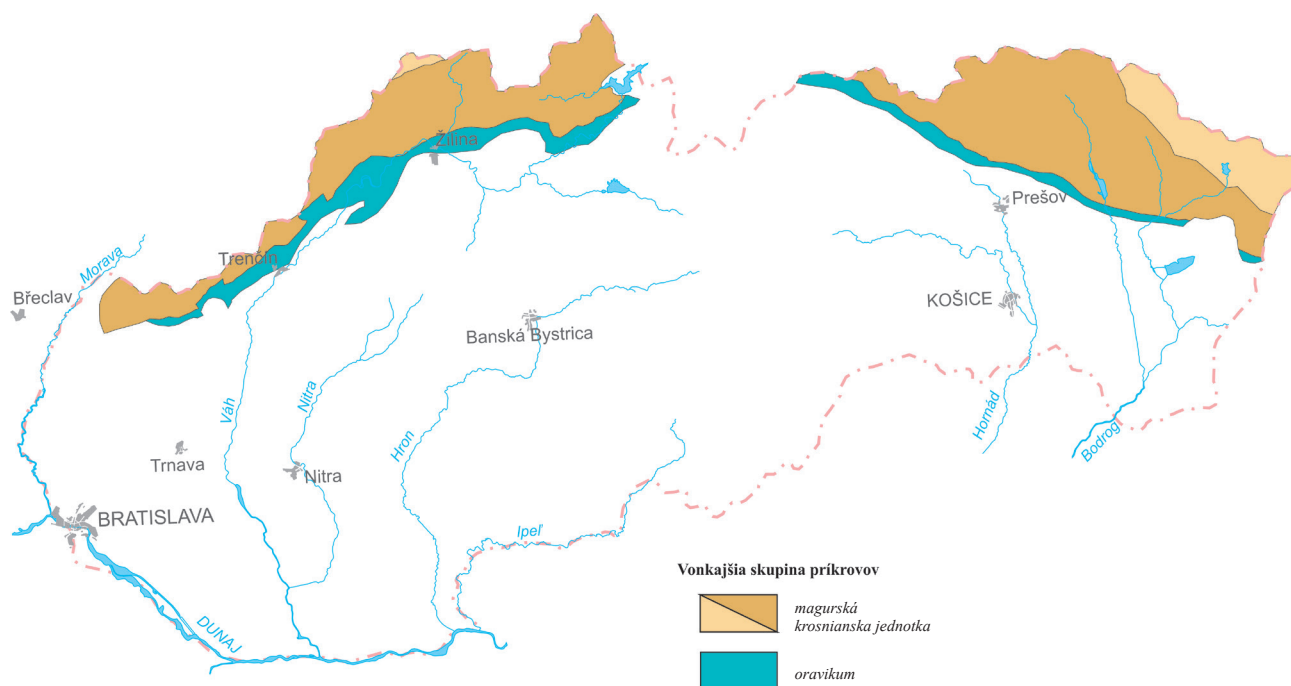 Žilina
Prešov
Trenčín
Morava
Břeclav
KOŠICE
Banská Bystrica
Váh
Nitra
Hron
Hornád
Bodrog
Trnava
Nitra
BRATISLAVA
Ipeľ
DUNAJ
Vonkajšia skupina príkrovov
magurská
krosnianska jednotka
oravikum